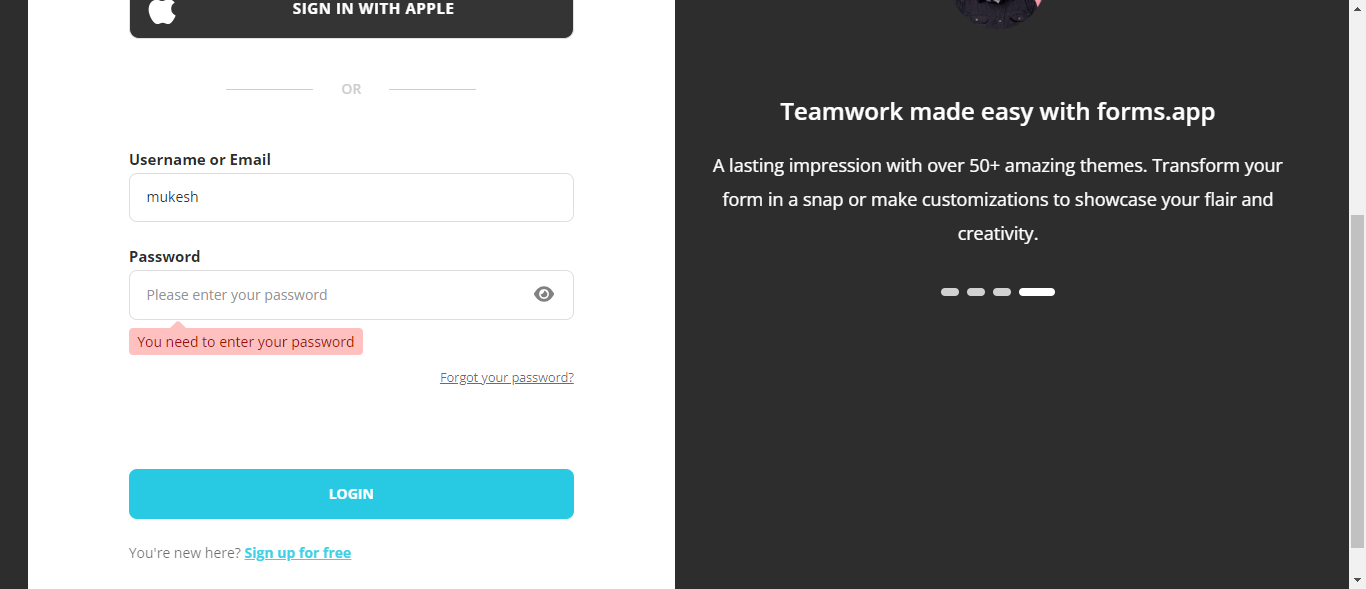 SIGN IN WITH APPLE
OR
Username or Email
mukesh
Password
Please enter your password
You need to enter your password
Forgot your password?
LOGIN
You're new here? Sign up for free
Teamwork made easy with forms.app
A lasting impression with over 50+ amazing themes. Transform your
form in a snap or make customizations to showcase your flair and
creativity.